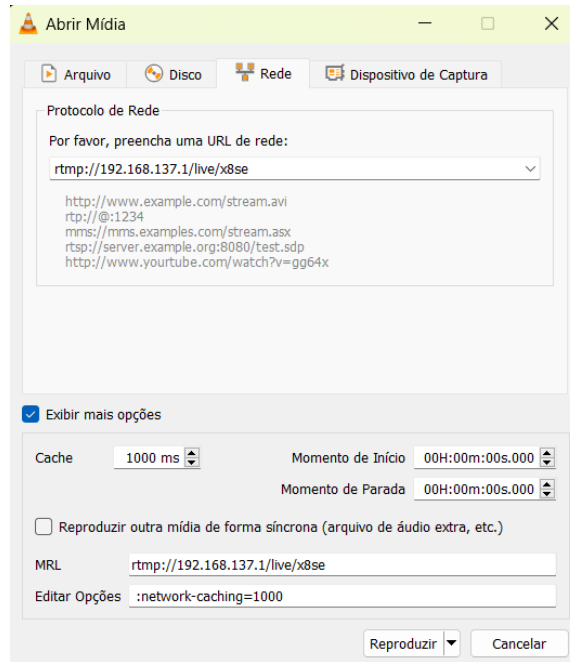 Abrir Mídia
Arquivo Disco Rede Dispositivo de Captura
Protocolo de Rede
Por favor, preencha uma URL de rede:
rtmp://192.168.137.1/live/x8se
http://www.example.com/stream.avi
rtp://@:1234
mms://mms.examples.com/stream.asx
rtsp://server.example.org:8080/test.sdp
http://www.yourtube.com/watch?v=gg64x
Exibir mais opções
Cache 1000 ms Momento de Início 00H:00m:00s.000
Momento de Parada 00H:00m:00s.000
Reproduzir outra mídia de forma síncrona (arquivo de áudio extra, etc.)
MRL rtmp://192.168.137.1/live/x8se
Editar Opções :network-caching=1000
Reproduzir Cancelar